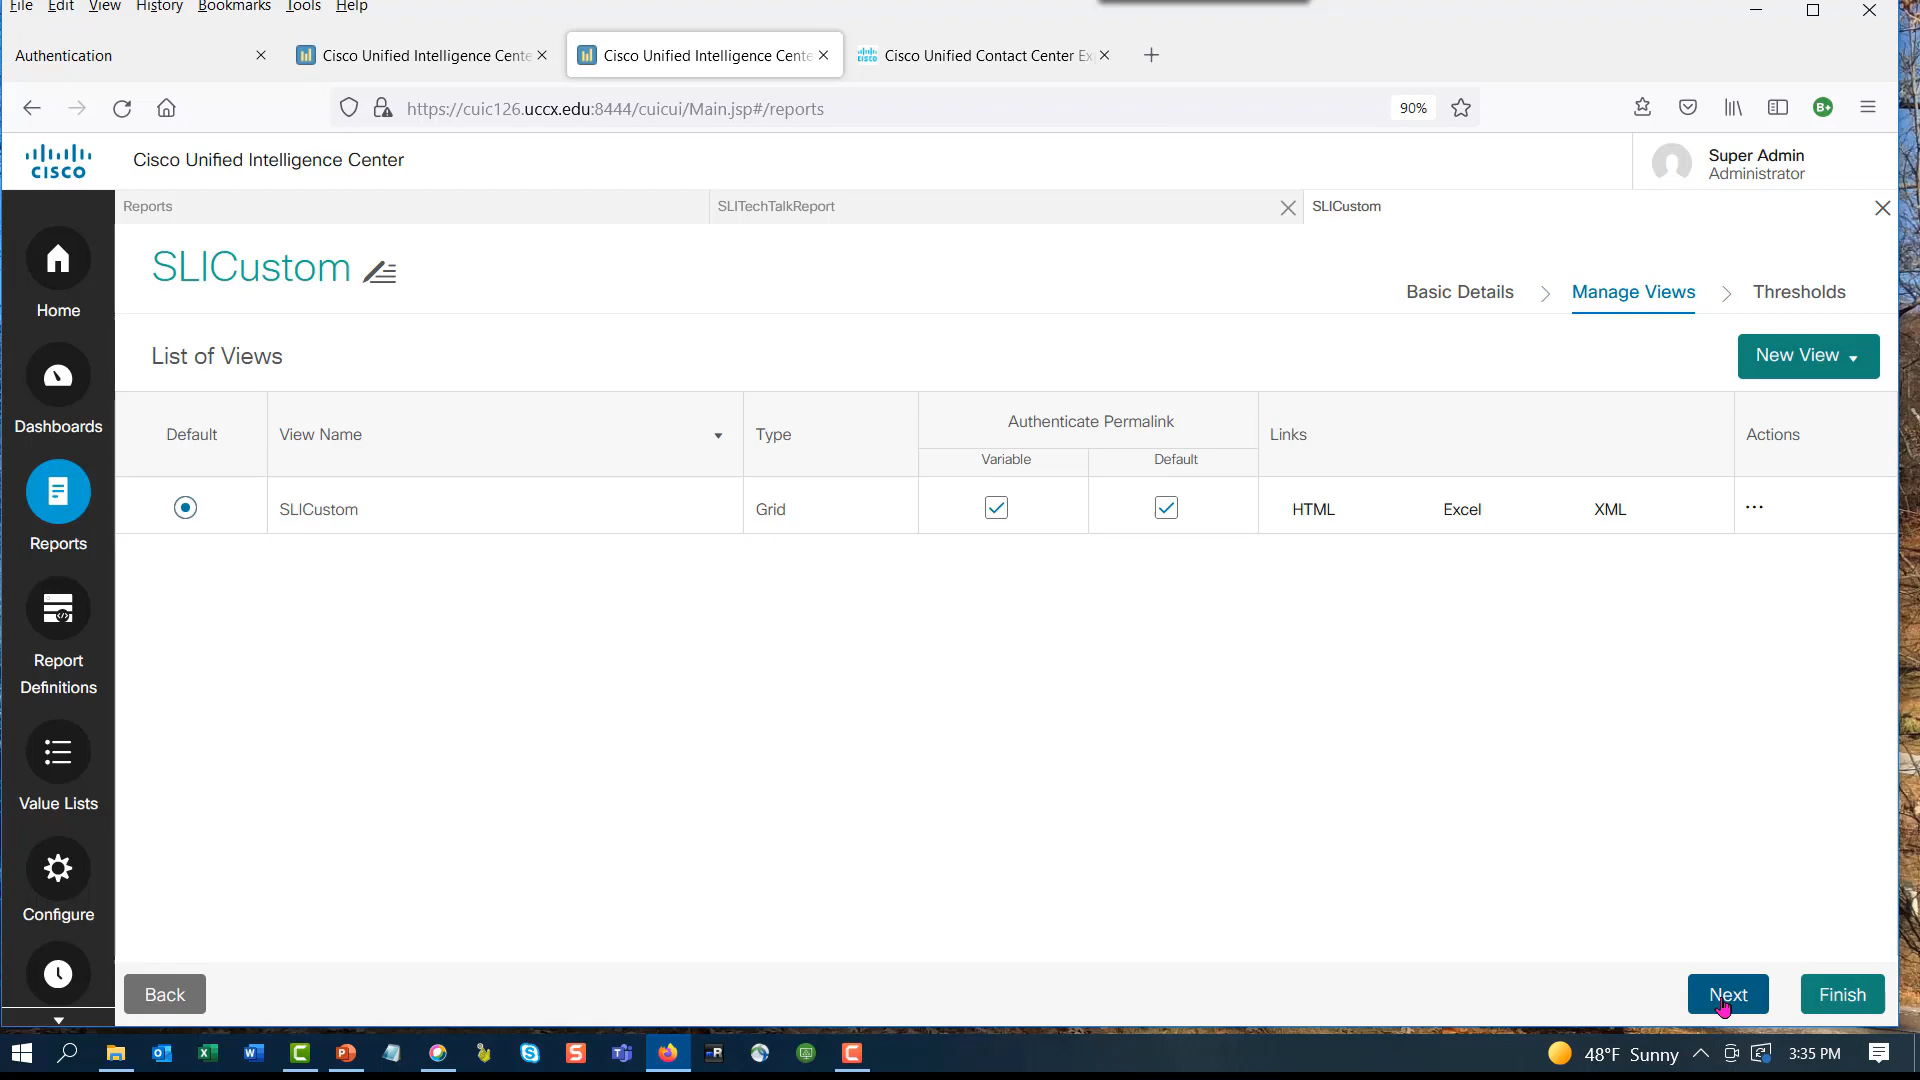 File Edit View History Bookmarks Tools Help
Authentication
Cisco Unified Intelligence Cente
Cisco Unified Intelligence Cente
Cisco Unified Contact Center Ex
https://cuic126.uccx.edu:8444/cuicui/Main.jsp#/reports
90%
B+
CISCO
Cisco Unified Intelligence Center
Super Admin
Administrator
Reports
SLITechTalkReport
SLICustom
SLICustom
Basic Details
Manage Views
Thresholds
List of Views
New View
Default
View Name
Type
Authenticate Permalink
Variable
Default
Links
Actions
SLICustom
Grid
HTML
Excel
XML
Home
Dashboards
Reports
Report
Definitions
Value Lists
Configure
Back
Next
Finish
48°F Sunny
3:35 PM